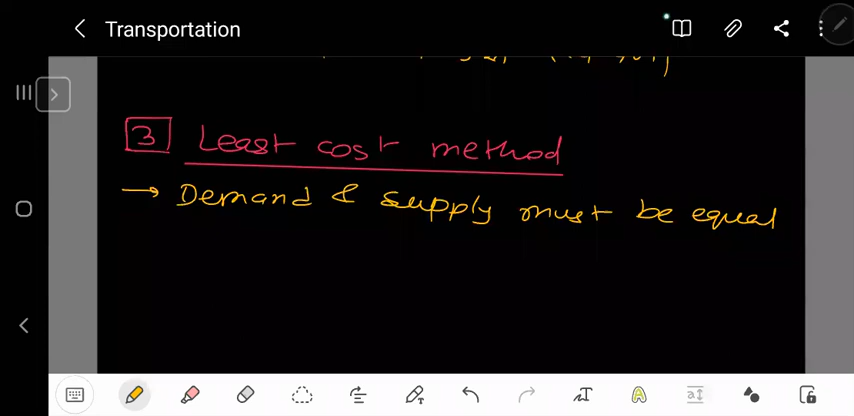 Transportation
3 Least cost method
→ Demand & supply must be equal